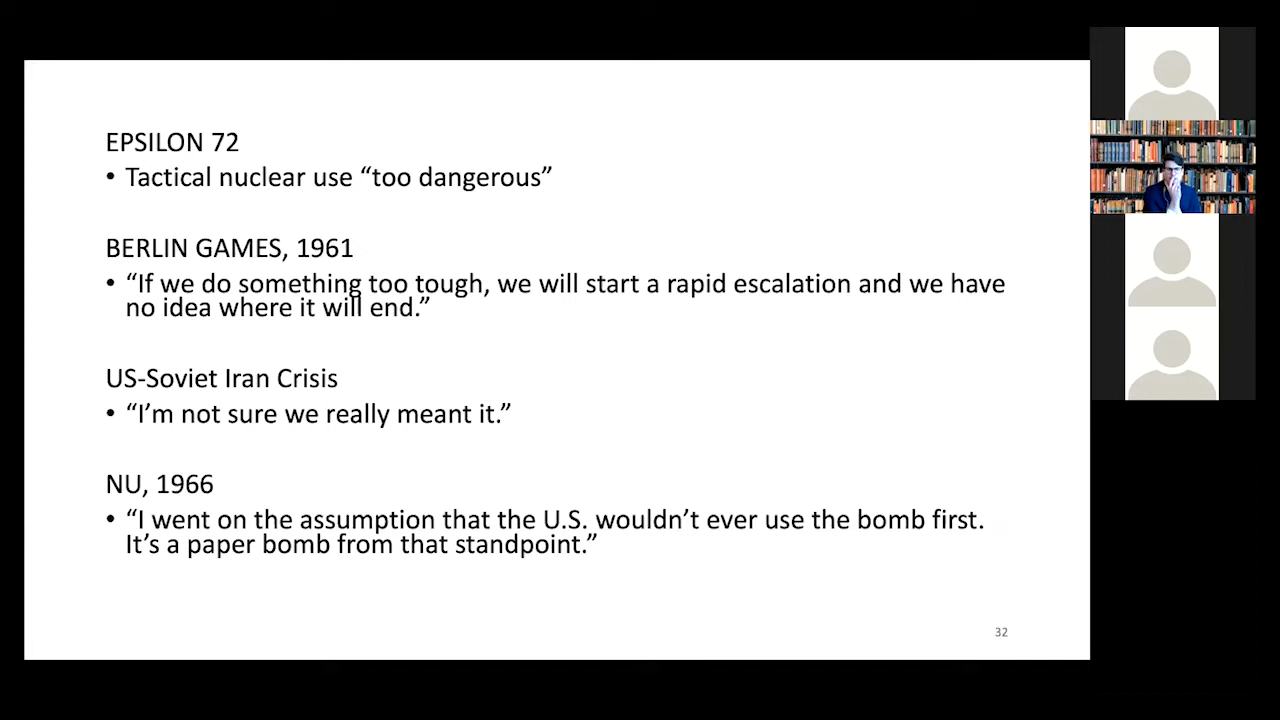 EPSILON 72
• Tactical nuclear use “too dangerous”
BERLIN GAMES, 1961
• “If we do something too tough, we will start a rapid escalation and we have
no idea where it will end.”
US-Soviet Iran Crisis
• “I’m not sure we really meant it.”
NU, 1966
• “I went on the assumption that the U.S. wouldn’t ever use the bomb first.
It’s a paper bomb from that standpoint.”
32